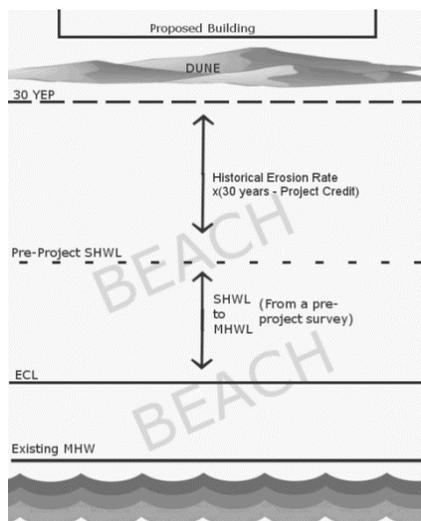 Proposed Building
DUNE
30 YEP
Historical Erosion Rate
x(30 years - Project Credit)
BEACH
Pre-Project SHWL
SHWL
to
MHWL
(From a pre-
project survey)
ECL
BEACH
Existing MHW